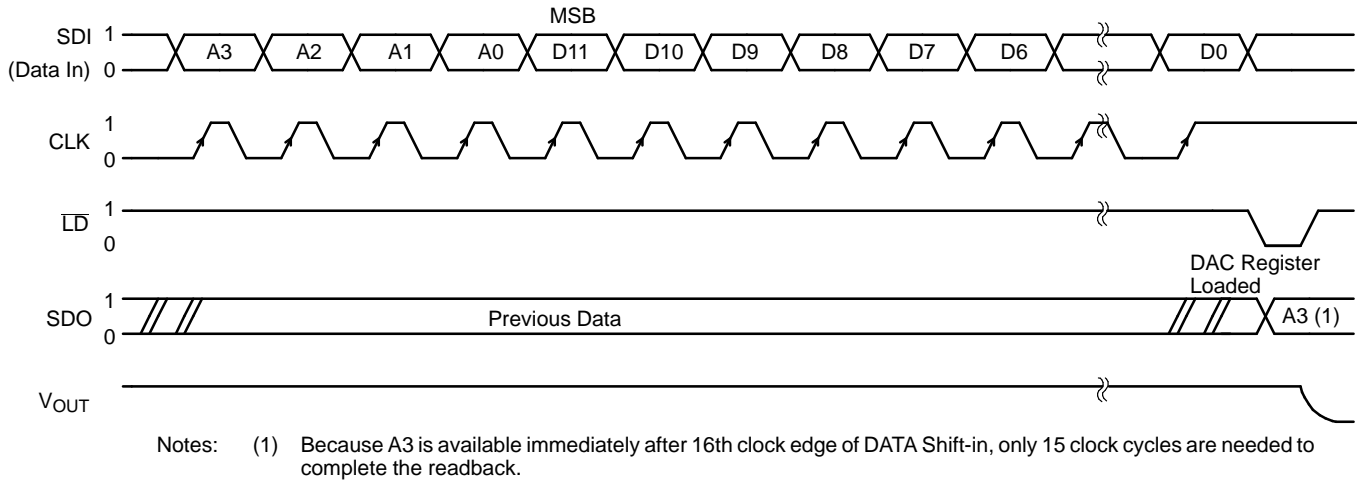 MSB
SDI 1
A3 A2 A1 A0 D11 D10 D9 D8 D7 D6 D0
(Data In) 0
CLK 1
0
LD 1
0
DAC Register
Loaded
SDO 1
0
Previous Data
A3 (1)
VOUT
Notes: (1) Because A3 is available immediately after 16th clock edge of DATA Shift-in, only 15 clock cycles are needed to
complete the readback.